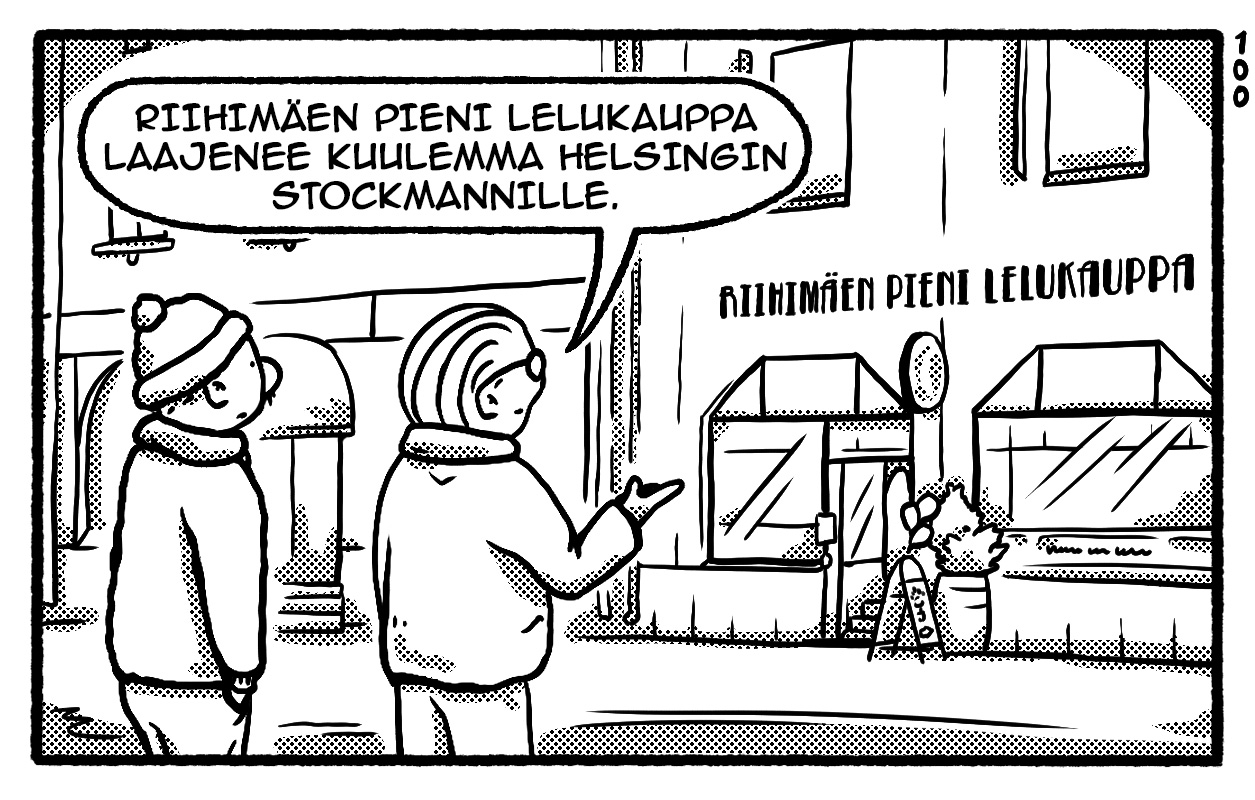 RIIHIMÄEN PIENI LELUKAUPPA
LAAJENEE KUULEMMA HELSINGIN
STOCKMANNILLE.
RIIHIMÄEN PIENI LELUKAUPPA
100